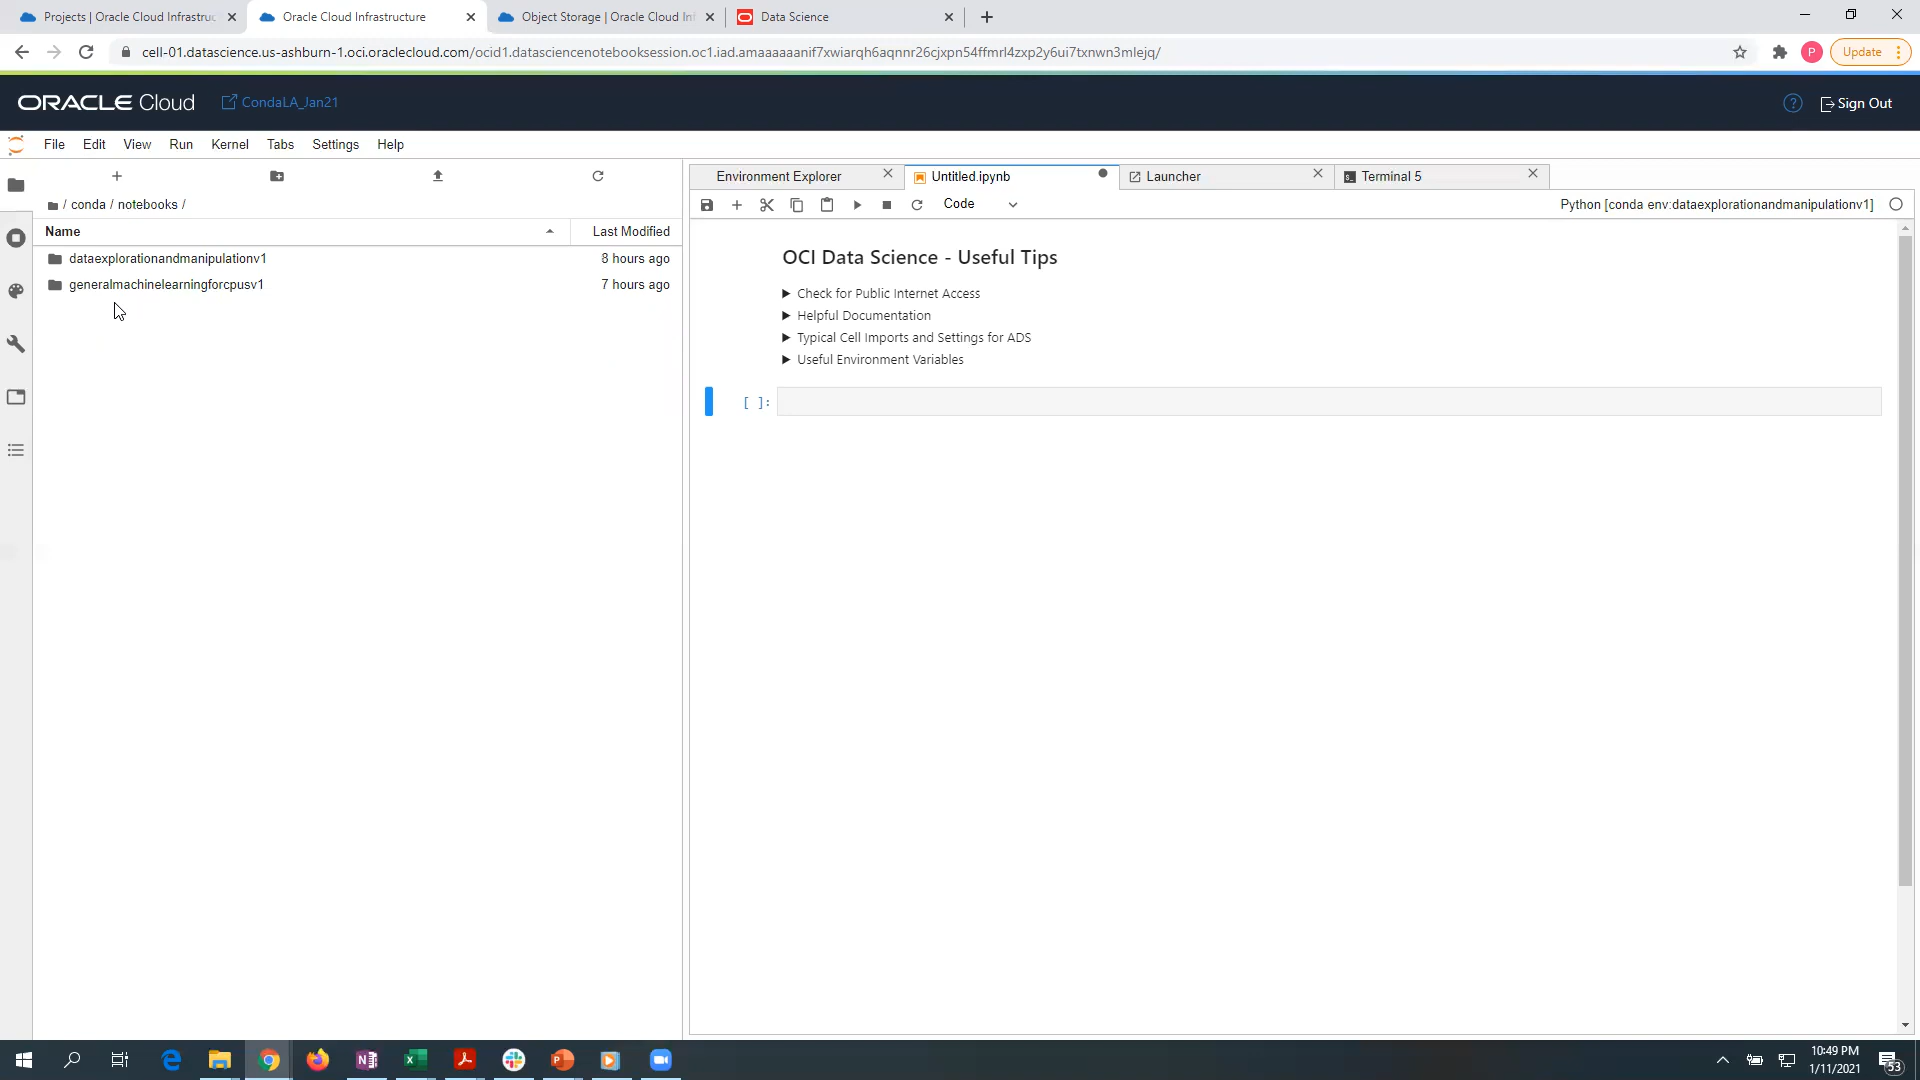 Projects | Oracle Cloud Infrastruc
Oracle Cloud Infrastructure
Object Storage | Oracle Cloud Inf
Data Science
cell-01.datascience.us-ashburn-1.oci.oraclecloud.com/ocid1.datasciencenotebooksession.oc1.iad.amaaaaaanif7xwiarqh6aqnnr26cjxpn54ffmrl4zxp2y6ui7txnwn3mlejq/
P
Update
ORACLE Cloud
CondaLA_Jan21
Sign Out
File Edit View Run Kernel Tabs Settings Help
/ conda / notebooks /
Name Last Modified
dataexplorationandmanipulationv1 8 hours ago
generalmachinelearningforcpusv1 7 hours ago
Environment Explorer
Untitled.ipynb
Launcher
Terminal 5
Code
Python [conda env:dataexplorationandmanipulationv1]
OCI Data Science - Useful Tips
Check for Public Internet Access
Helpful Documentation
Typical Cell Imports and Settings for ADS
Useful Environment Variables
[ ]:
10:49 PM
1/11/2021
53